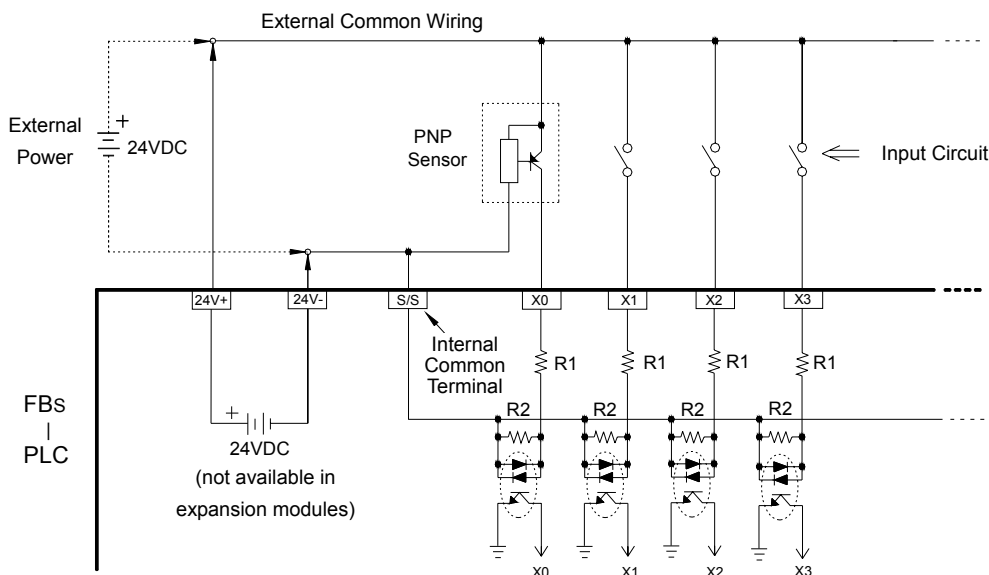 External Common Wiring
External
Power
+
24VDC
PNP
Sensor
Input Circuit
24V+
24V-
S/S
X0
X1
X2
X3
Internal
Common
Terminal
R1
R1
R1
R1
FBs
PLC
+
24VDC
(not available in
expansion modules)
R2
R2
R2
R2
X0
X1
X2
X3